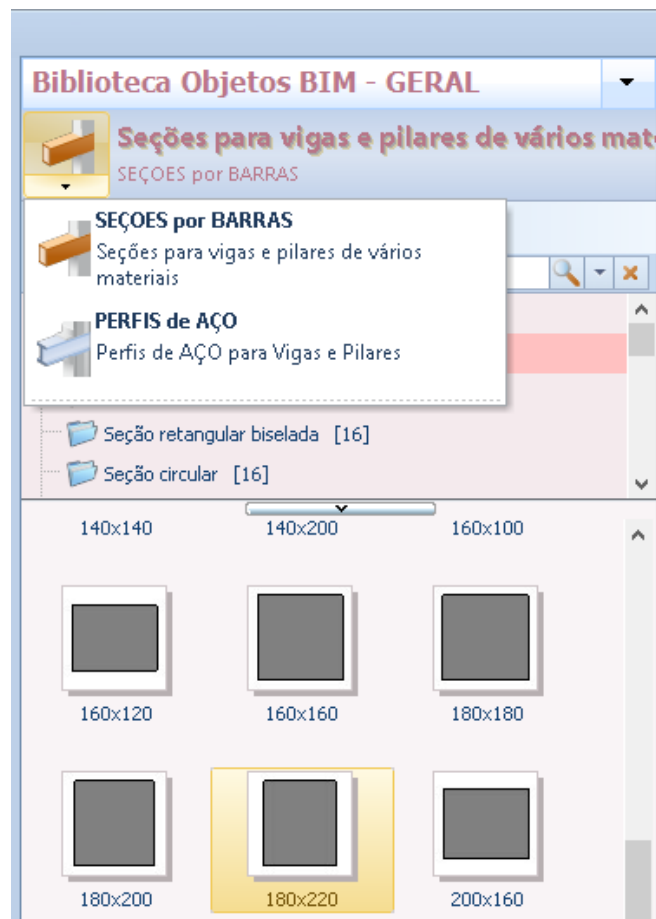 Biblioteca Objetos BIM - GERAL
Seções para vigas e pilares de vários mat
SEÇOES por BARRAS
SEÇOES por BARRAS
Seções para vigas e pilares de vários
materiais
PERFIS de AÇO
Perfis de AÇO para Vigas e Pilares
Seção retangular biselada [16]
Seção circular [16]
140x140 140x200 160x100
160x120 160x160 180x180
180x200 180x220 200x160